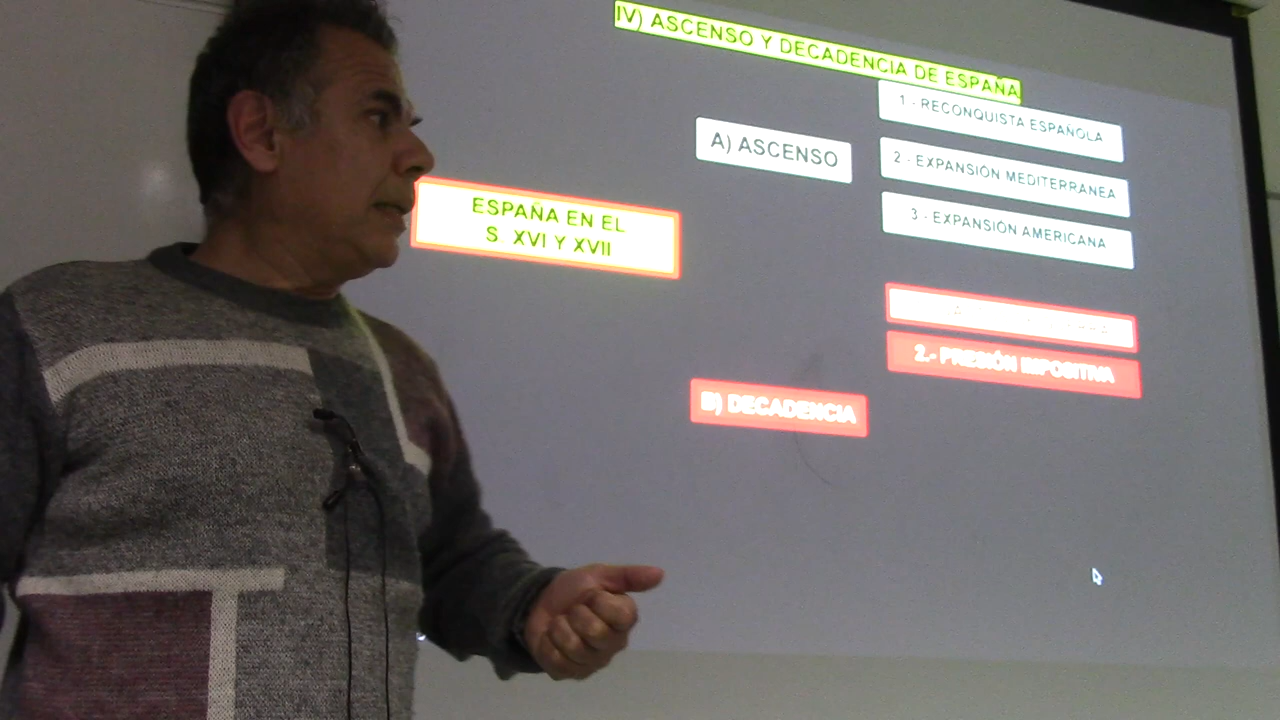 IV) ASCENSO Y DECADENCIA DE ESPAÑA
1.- RECONQUISTA ESPAÑOLA
A) ASCENSO
2.- EXPANSIÓN MEDITERRANEA
3.- EXPANSIÓN AMERICANA
ESPAÑA EN EL
S. XVI Y XVII
2.- PRESIÓN IMPOSITIVA
B) DECADENCIA